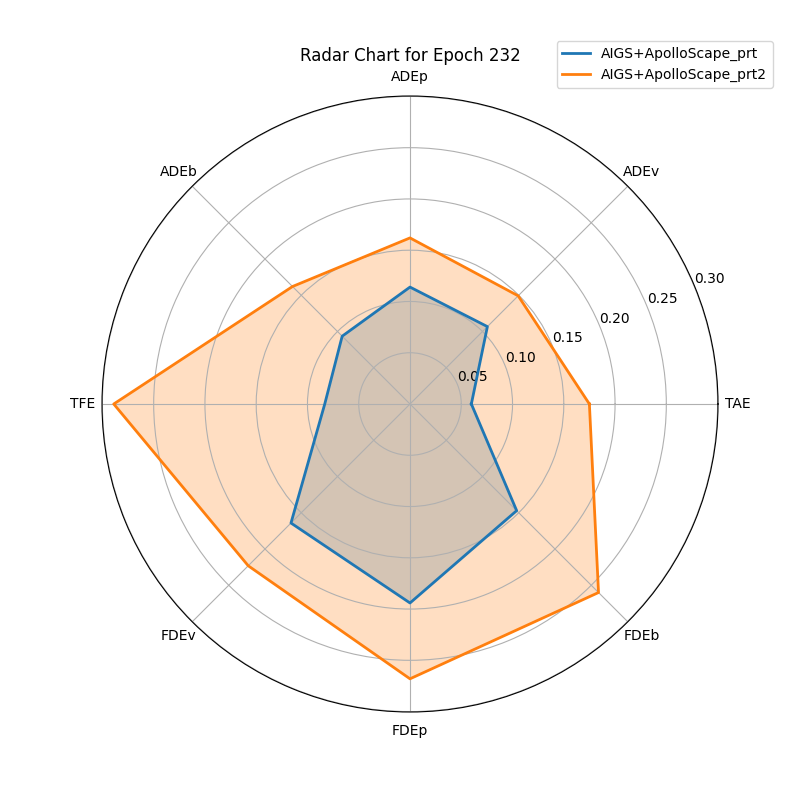 Radar Chart for Epoch 232
AIGS+ApolloScape_prt
AIGS+ApolloScape_prt2
ADEp
ADEb
ADEv
0.30
0.25
0.20
0.15
0.10
0.05
TFE
TAE
FDEv
FDEb
FDEp